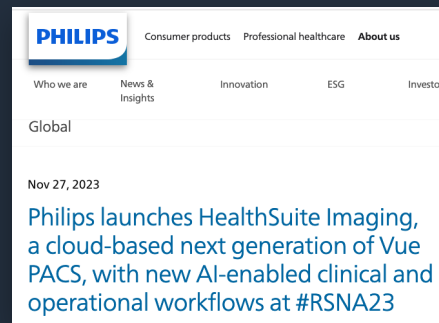 PHILIPS
Consumer products Professional healthcare About us
Who we are News & Insights Innovation ESG
Global
Nov 27, 2023
Philips launches HealthSuite Imaging,
a cloud-based next generation of Vue
PACS, with new AI-enabled clinical and
operational workflows at #RSNA23